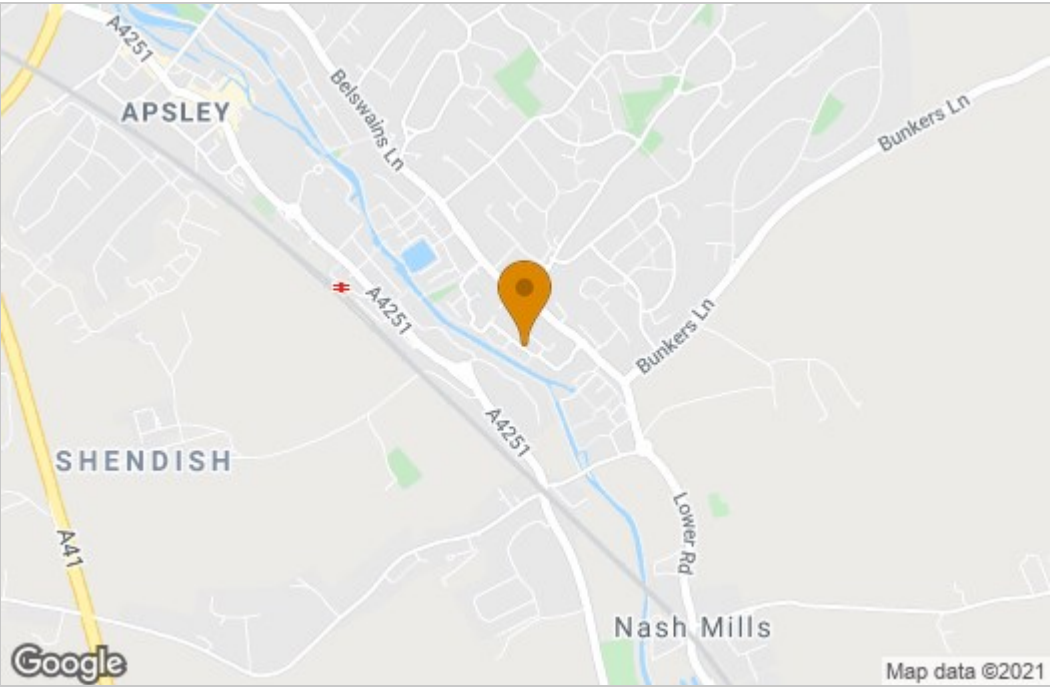 A4251
Belswains Ln
APSLEY
Bunkers Ln
A4251
Bunkers Ln
A4251
SHENDISH
Lower Rd
A41
Nash Mills
Google
Map data ©2021